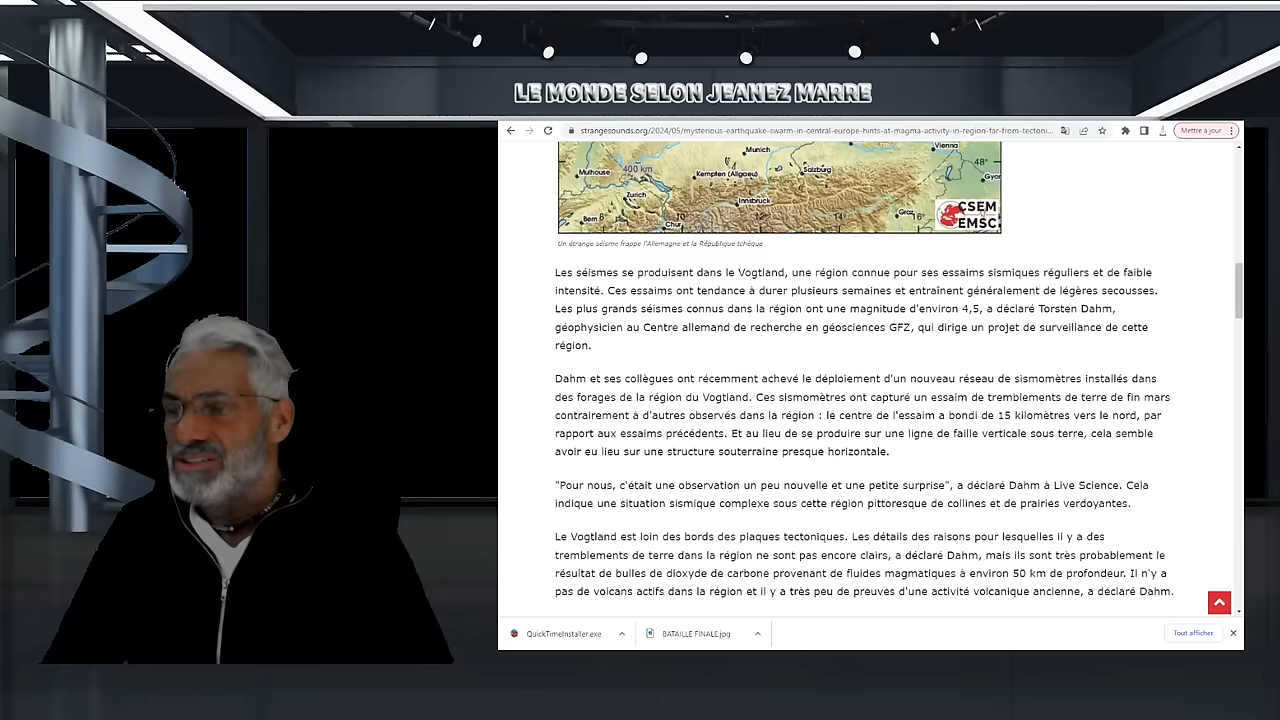 LE MONDE SELON JEANEZ MARRE
strangesounds.org/2024/05/mysterious-earthquake-swarm-in-central-europe-hints-at-magma-activity-in-region-far-from-tectoni...
Mettre à jour
Munich
Vienna
48°
Mulhouse
400 km
Kempten (Allgaeu)
Salzburg
Gyor
Zurich
Innsbruck
CSEM
EMSC
Bern
8°
10°
12°
14°
Graz
16°
Chur
Un étrange séisme frappe l'Allemagne et la République tchèque
Les séismes se produisent dans le Vogtland, une région connue pour ses essaims sismiques réguliers et de faible
intensité. Ces essaims ont tendance à durer plusieurs semaines et entraînent généralement de légères secousses.
Les plus grands séismes connus dans la région ont une magnitude d'environ 4,5, a déclaré Torsten Dahm,
géophysicien au Centre allemand de recherche en géosciences GFZ, qui dirige un projet de surveillance de cette
région.
Dahm et ses collègues ont récemment achevé le déploiement d'un nouveau réseau de sismomètres installés dans
des forages de la région du Vogtland. Ces sismomètres ont capturé un essaim de tremblements de terre de fin mars
contrairement à d'autres observés dans la région : le centre de l'essaim a bondi de 15 kilomètres vers le nord, par
rapport aux essaims précédents. Et au lieu de se produire sur une ligne de faille verticale sous terre, cela semble
avoir eu lieu sur une structure souterraine presque horizontale.
"Pour nous, c'était une observation un peu nouvelle et une petite surprise", a déclaré Dahm à Live Science. Cela
indique une situation sismique complexe sous cette région pittoresque de collines et de prairies verdoyantes.
Le Vogtland est loin des bords des plaques tectoniques. Les détails des raisons pour lesquelles il y a des
tremblements de terre dans la région ne sont pas encore clairs, a déclaré Dahm, mais ils sont très probablement le
résultat de bulles de dioxyde de carbone provenant de fluides magmatiques à environ 50 km de profondeur. Il n'y a
pas de volcans actifs dans la région et il y a très peu de preuves d'une activité volcanique ancienne, a déclaré Dahm.
QuickTimeInstaller.exe
BATAILLE FINALE.jpg
Tout afficher